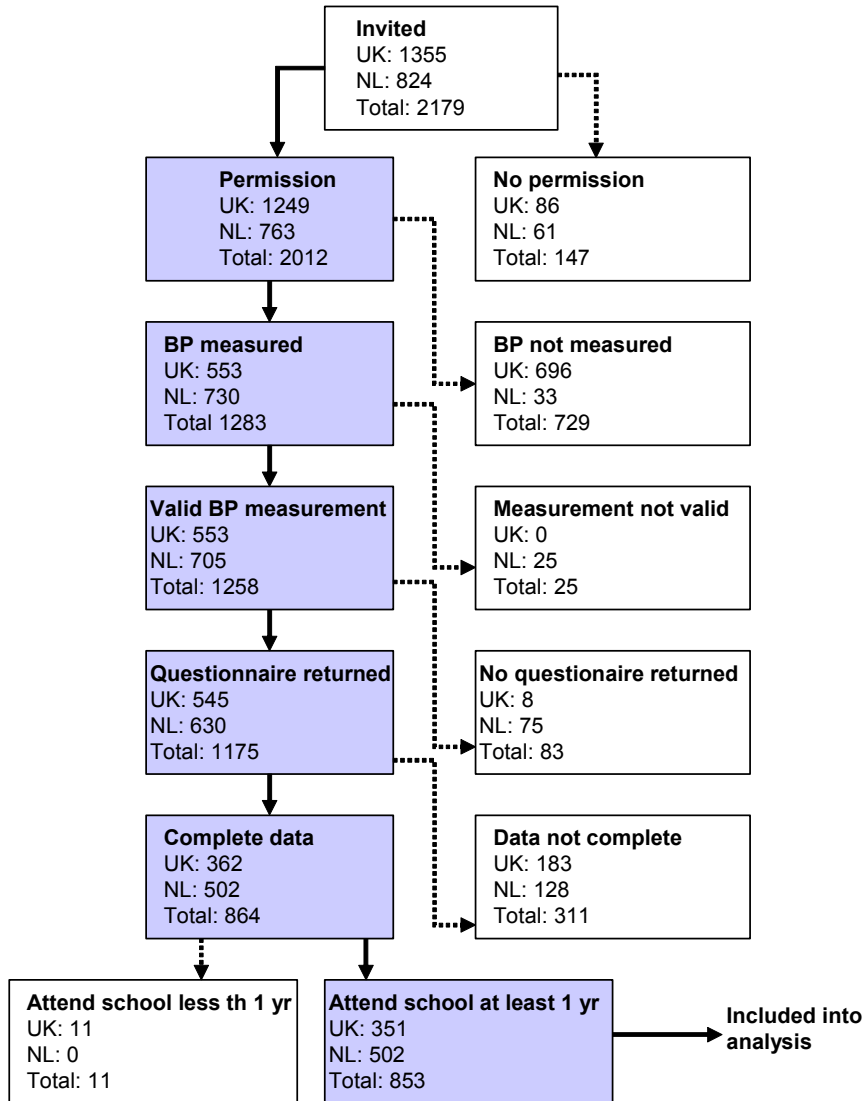 Invited
UK: 1355
NL: 824
Total: 2179
Permission
UK: 1249
NL: 763
Total: 2012
No permission
UK: 86
NL: 61
Total: 147
BP measured
UK: 553
NL: 730
Total 1283
BP not measured
UK: 696
NL: 33
Total: 729
Valid BP measurement
UK: 553
NL: 705
Total: 1258
Measurement not valid
UK: 0
NL: 25
Total: 25
Questionnaire returned
UK: 545
NL: 630
Total: 1175
No questionaire returned
UK: 8
NL: 75
Total: 83
Complete data
UK: 362
NL: 502
Total: 864
Data not complete
UK: 183
NL: 128
Total: 311
Attend school less th 1 yr
UK: 11
NL: 0
Total: 11
Attend school at least 1 yr
UK: 351
NL: 502
Total: 853
Included into
analysis